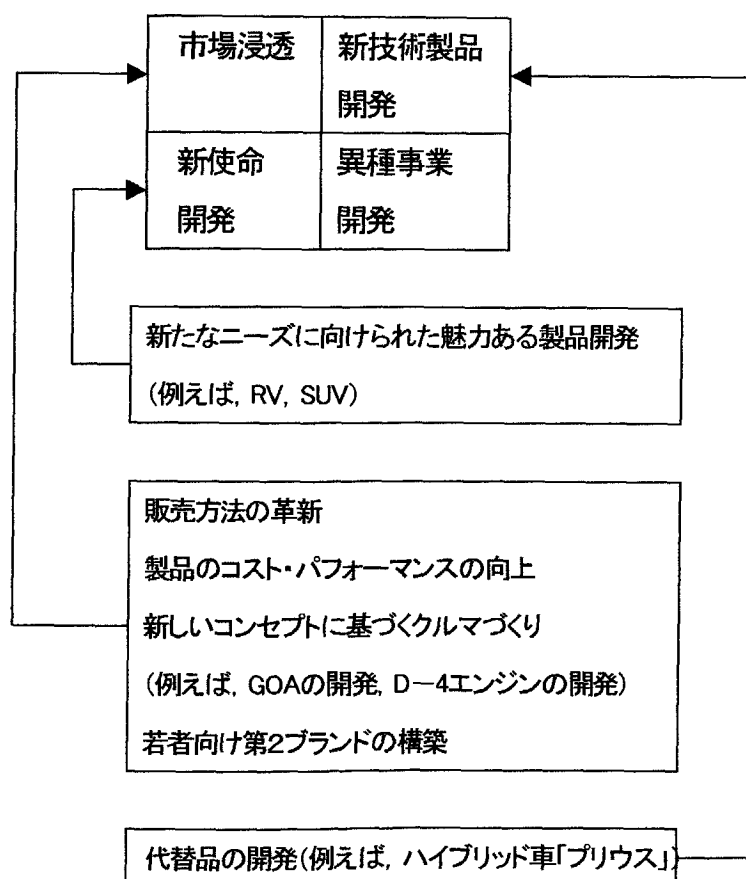 市場浸透
新技術製品
開発
新使命
開発
異種事業
開発
新たなニーズに向けられた魅力ある製品開発
(例えば, RV, SUV)
販売方法の革新
製品のコスト・パフォーマンスの向上
新しいコンセプトに基づくクルマづくり
(例えば, GOAの開発, D－4エンジンの開発)
若者向け第2ブランドの構築
代替品の開発(例えば, ハイブリッド車「プリウス」)